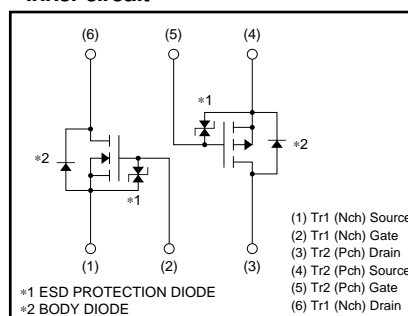 Inner circuit
(6) (5) (4)
*1
*2
*2
*1
(1) (2) (3)
(1) Tr1 (Nch) Source
(2) Tr1 (Nch) Gate
(3) Tr2 (Pch) Drain
(4) Tr2 (Pch) Source
(5) Tr2 (Pch) Gate
(6) Tr1 (Nch) Drain
*1 ESD PROTECTION DIODE
*2 BODY DIODE